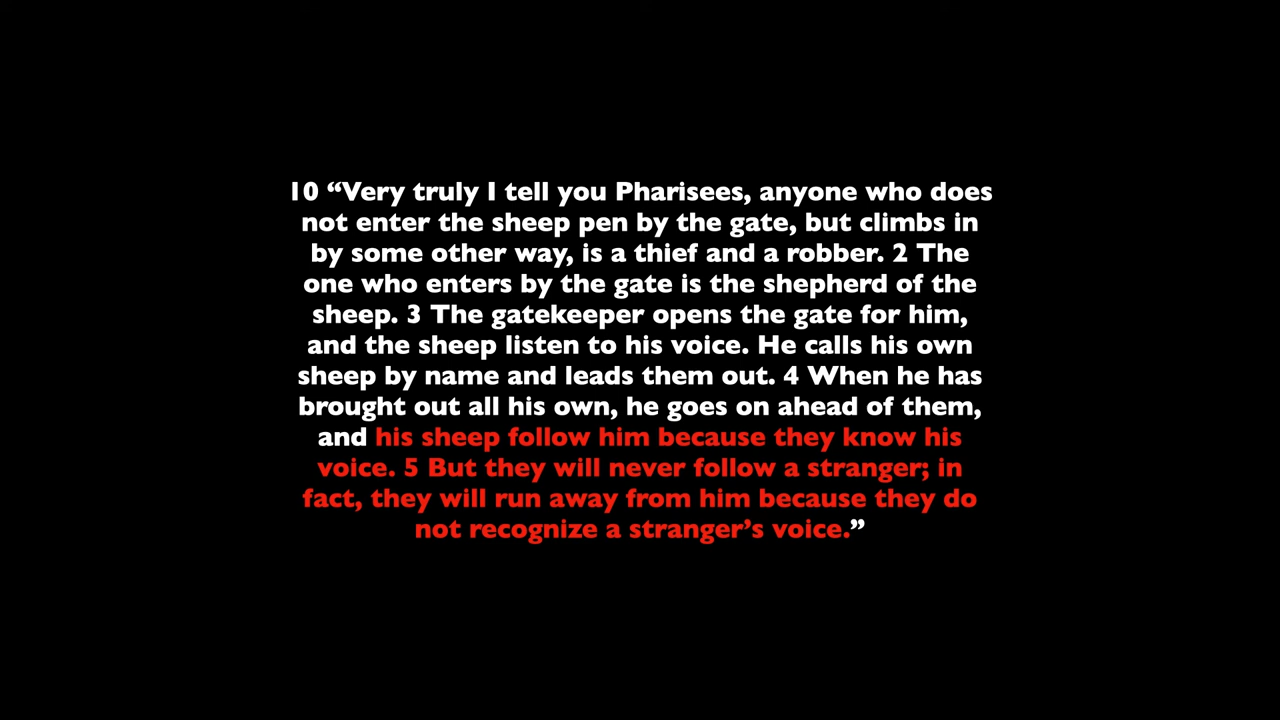 10 “Very truly I tell you Pharisees, anyone who does
not enter the sheep pen by the gate, but climbs in
by some other way, is a thief and a robber. 2 The
one who enters by the gate is the shepherd of the
sheep. 3 The gatekeeper opens the gate for him,
and the sheep listen to his voice. He calls his own
sheep by name and leads them out. 4 When he has
brought out all his own, he goes on ahead of them,
and his sheep follow him because they know his
voice. 5 But they will never follow a stranger; in
fact, they will run away from him because they do
not recognize a stranger’s voice.”